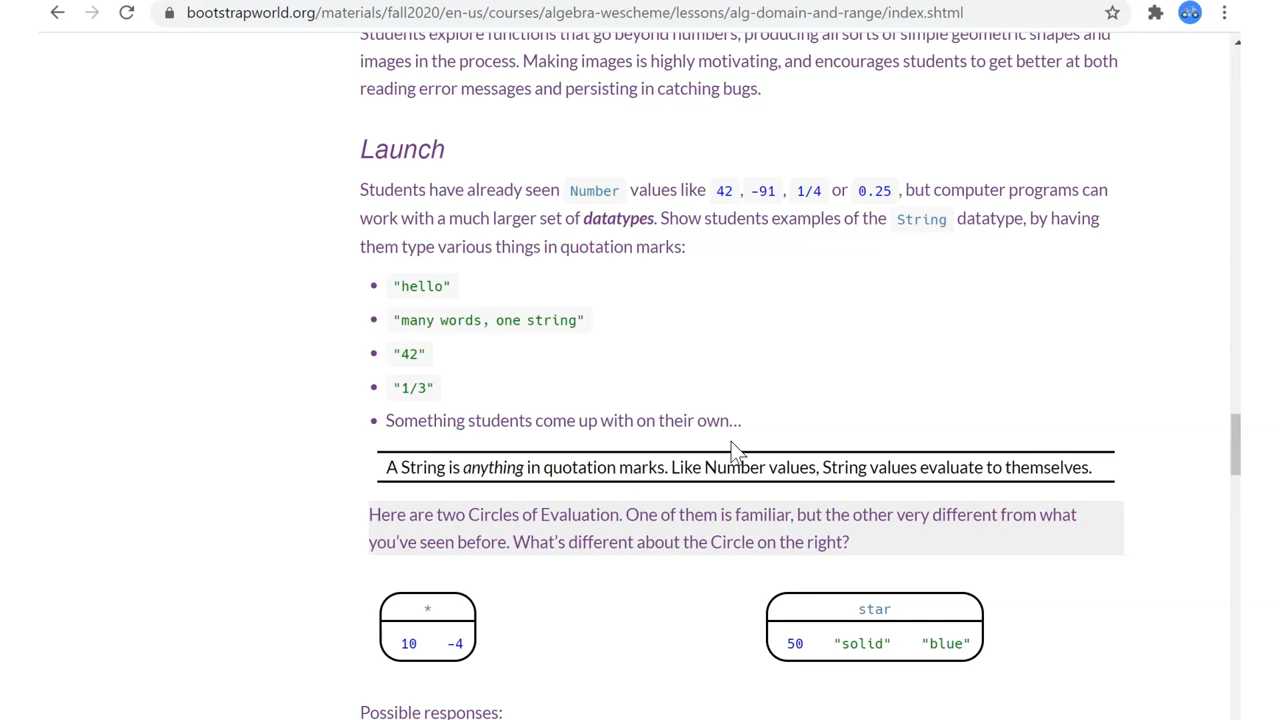 bootstrapworld.org/materials/fall2020/en-us/courses/algebra-wescheme/lessons/alg-domain-and-range/index.shtml
Students explore functions that go beyond numbers, producing all sorts of simple geometric shapes and
images in the process. Making images is highly motivating, and encourages students to get better at both
reading error messages and persisting in catching bugs.
Launch
Students have already seen Number values like 42 , -91 , 1/4 or 0.25 , but computer programs can
work with a much larger set of datatypes. Show students examples of the String datatype, by having
them type various things in quotation marks:
• "hello"
• "many words, one string"
• "42"
• "1/3"
• Something students come up with on their own…
A String is anything in quotation marks. Like Number values, String values evaluate to themselves.
Here are two Circles of Evaluation. One of them is familiar, but the other very different from what
you’ve seen before. What’s different about the Circle on the right?
* star
10 -4 50 "solid" "blue"
Possible responses: